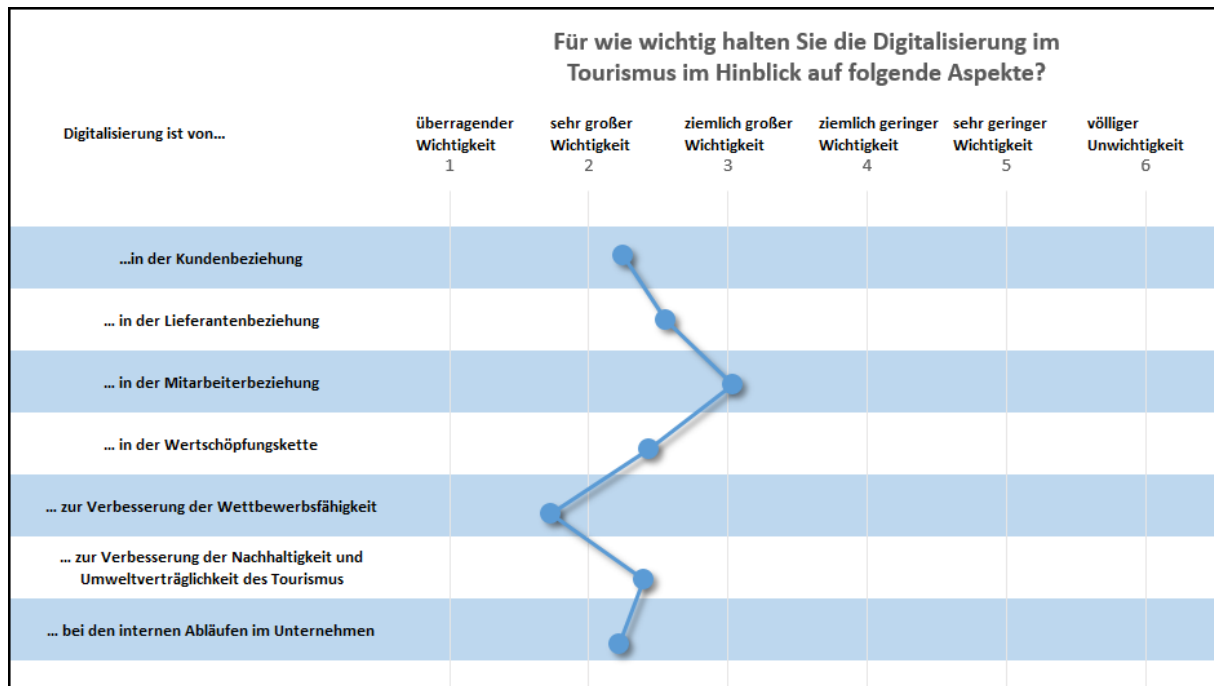 Für wie wichtig halten Sie die Digitalisierung im
Tourismus im Hinblick auf folgende Aspekte?
Digitalisierung ist von...
überragender
Wichtigkeit
1
sehr großer
Wichtigkeit
2
ziemlich großer
Wichtigkeit
3
ziemlich geringer
Wichtigkeit
4
sehr geringer
Wichtigkeit
5
völliger
Unwichtigkeit
6
...in der Kundenbeziehung
... in der Lieferantenbeziehung
... in der Mitarbeiterbeziehung
... in der Wertschöpfungskette
... zur Verbesserung der Wettbewerbsfähigkeit
... zur Verbesserung der Nachhaltigkeit und
Umweltverträglichkeit des Tourismus
... bei den internen Abläufen im Unternehmen